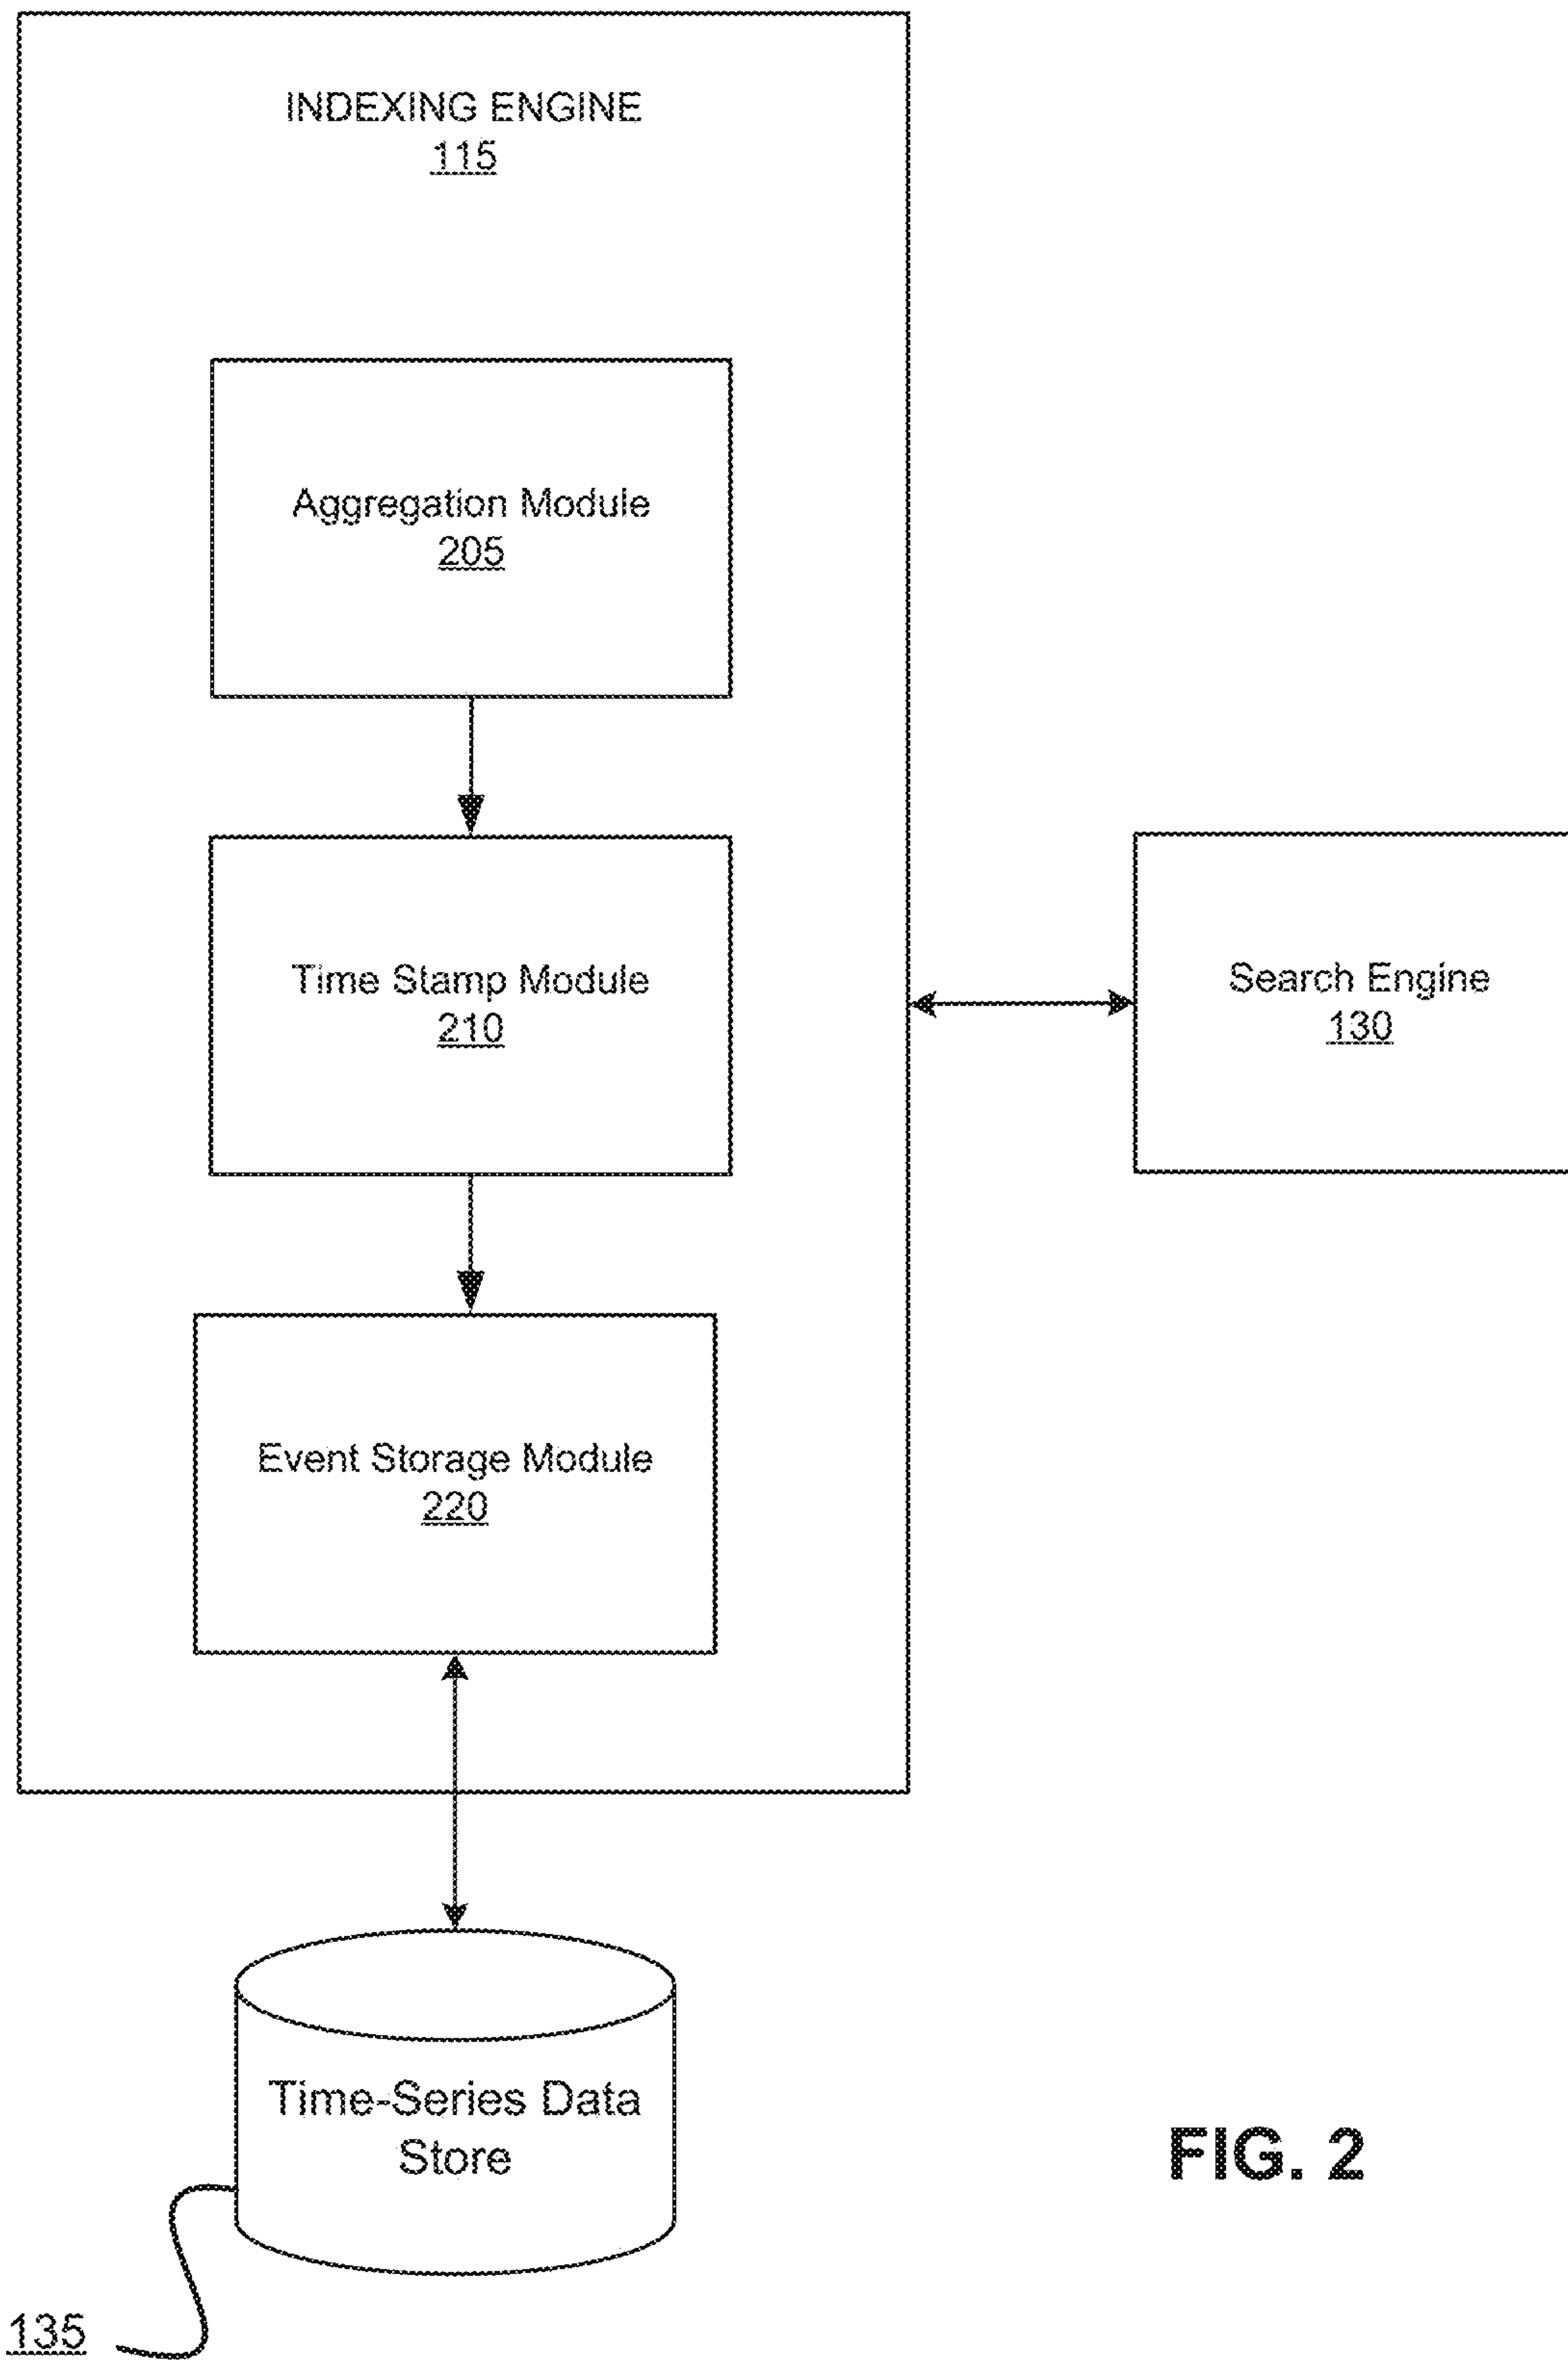 INDEXING ENGINE
115
Aggregation Module
205
Time Stamp Module
210
Search Engine
130
Event Storage Module
220
Time-Series Data
Store
FIG. 2
135